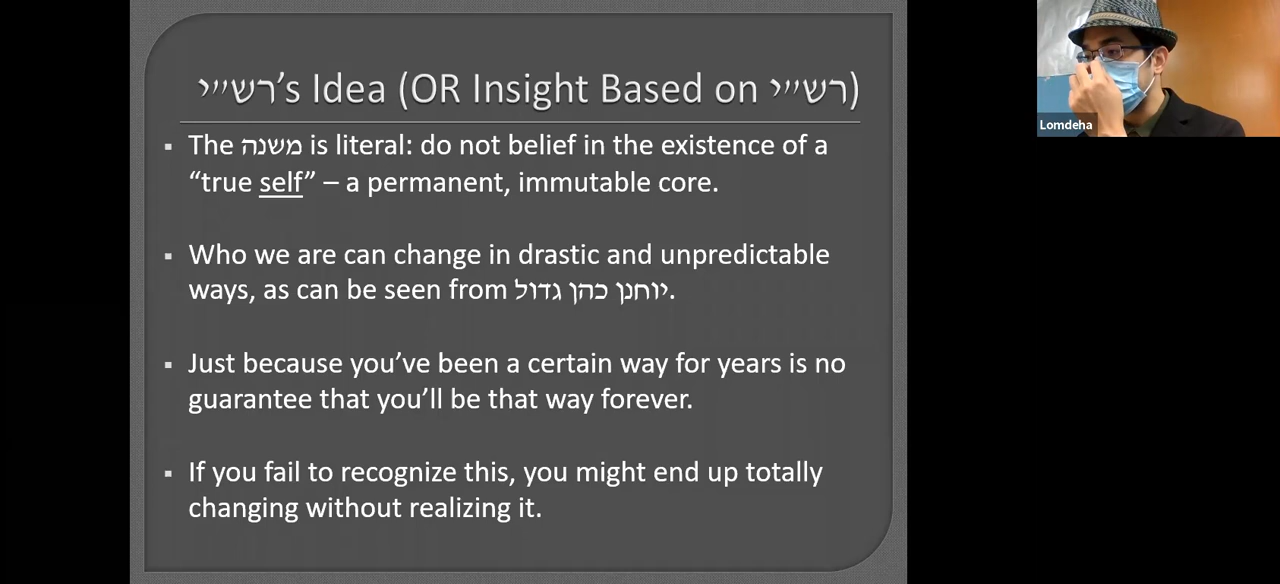 רש״י's Idea (OR Insight Based on רש״י)
▪ The משנה is literal: do not belief in the existence of a
“true self” – a permanent, immutable core.
▪ Who we are can change in drastic and unpredictable
ways, as can be seen from יוחנן כהן גדול.
▪ Just because you’ve been a certain way for years is no
guarantee that you’ll be that way forever.
▪ If you fail to recognize this, you might end up totally
changing without realizing it.
Lomdeha